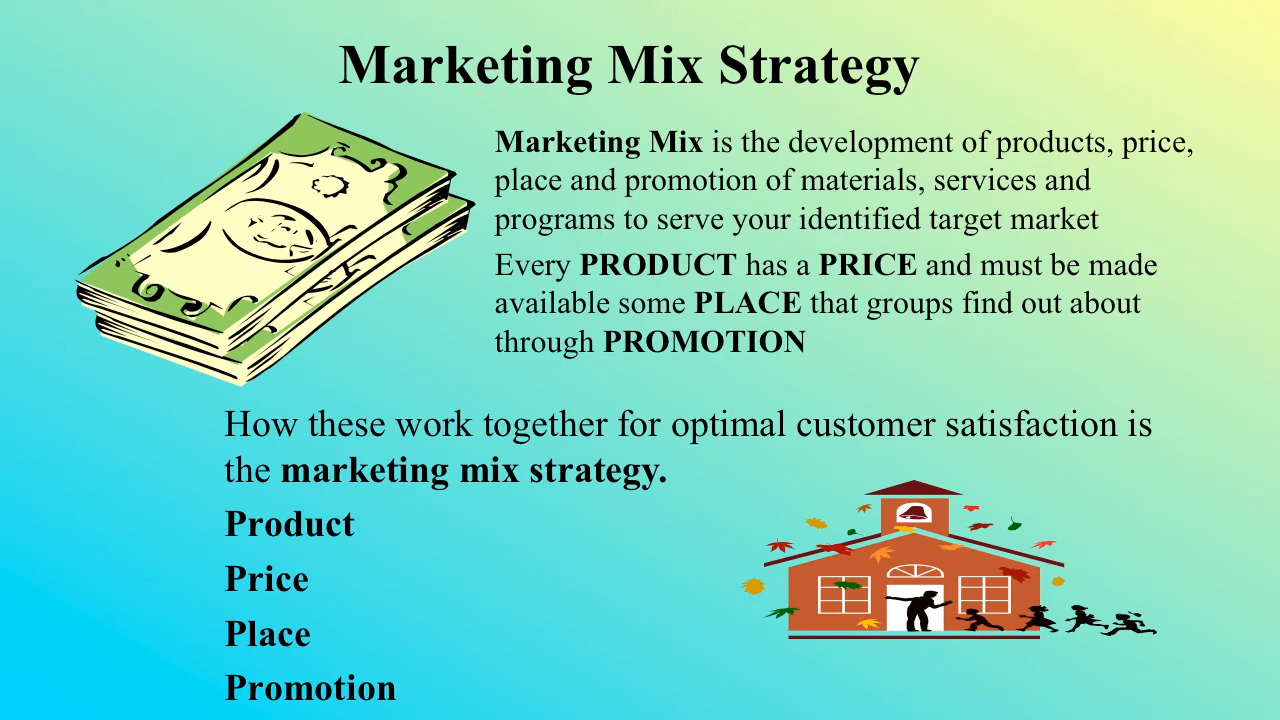 Marketing Mix Strategy
Marketing Mix is the development of products, price,
place and promotion of materials, services and
programs to serve your identified target market
Every PRODUCT has a PRICE and must be made
available some PLACE that groups find out about
through PROMOTION
How these work together for optimal customer satisfaction is
the marketing mix strategy.
Product
Price
Place
Promotion